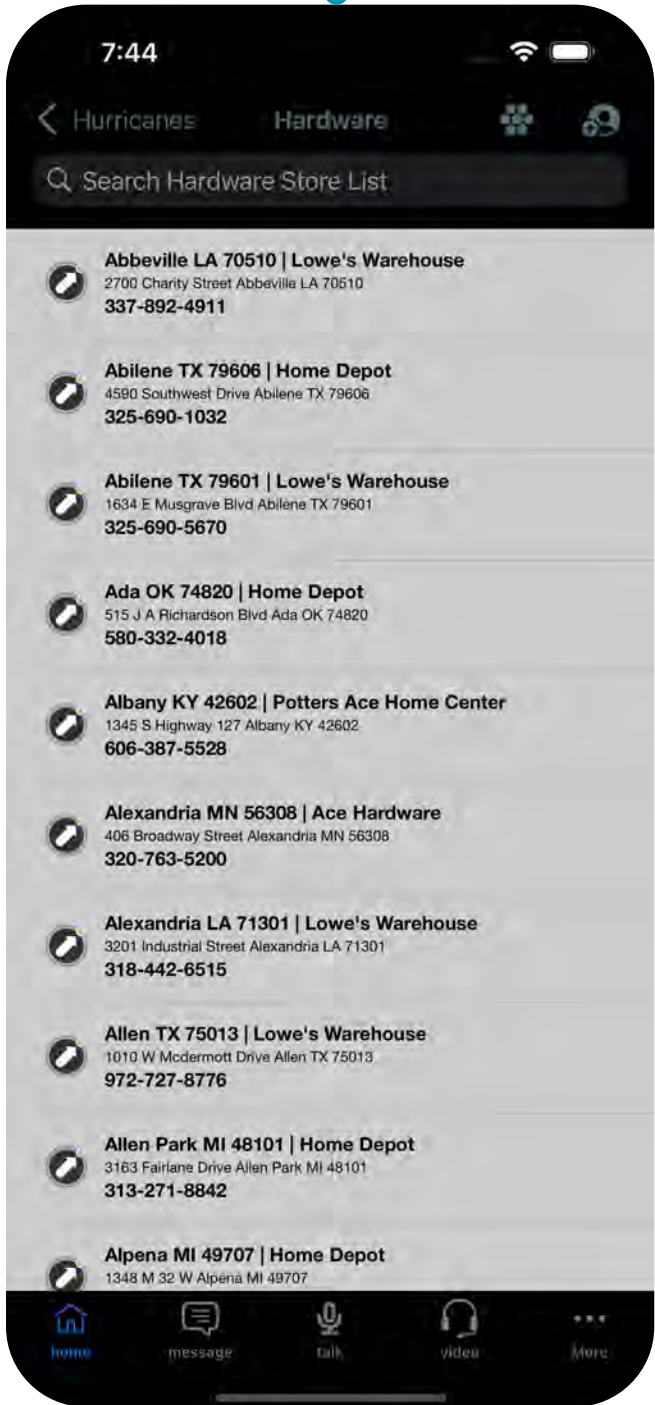 7:44
Hurricanes Hardware
Search Hardware Store List
Abbeville LA 70510 | Lowe's Warehouse
2700 Charity Street Abbeville LA 70510
337-892-4911
Abilene TX 79606 | Home Depot
4590 Southwest Drive Abilene TX 79606
325-690-1032
Abilene TX 79601 | Lowe's Warehouse
1634 E Musgrave Blvd Abilene TX 79601
325-690-5670
Ada OK 74820 | Home Depot
515 J A Richardson Blvd Ada OK 74820
580-332-4018
Albany KY 42602 | Potters Ace Home Center
1345 S Highway 127 Albany KY 42602
606-387-5528
Alexandria MN 56308 | Ace Hardware
406 Broadway Street Alexandria MN 56308
320-763-5200
Alexandria LA 71301 | Lowe's Warehouse
3201 Industrial Street Alexandria LA 71301
318-442-6515
Allen TX 75013 | Lowe's Warehouse
1010 W Mcdermott Drive Allen TX 75013
972-727-8776
Allen Park MI 48101 | Home Depot
3163 Fairlane Drive Allen Park MI 48101
313-271-8842
Alpena MI 49707 | Home Depot
1348 M 32 W Alpena MI 49707
home message talk video More